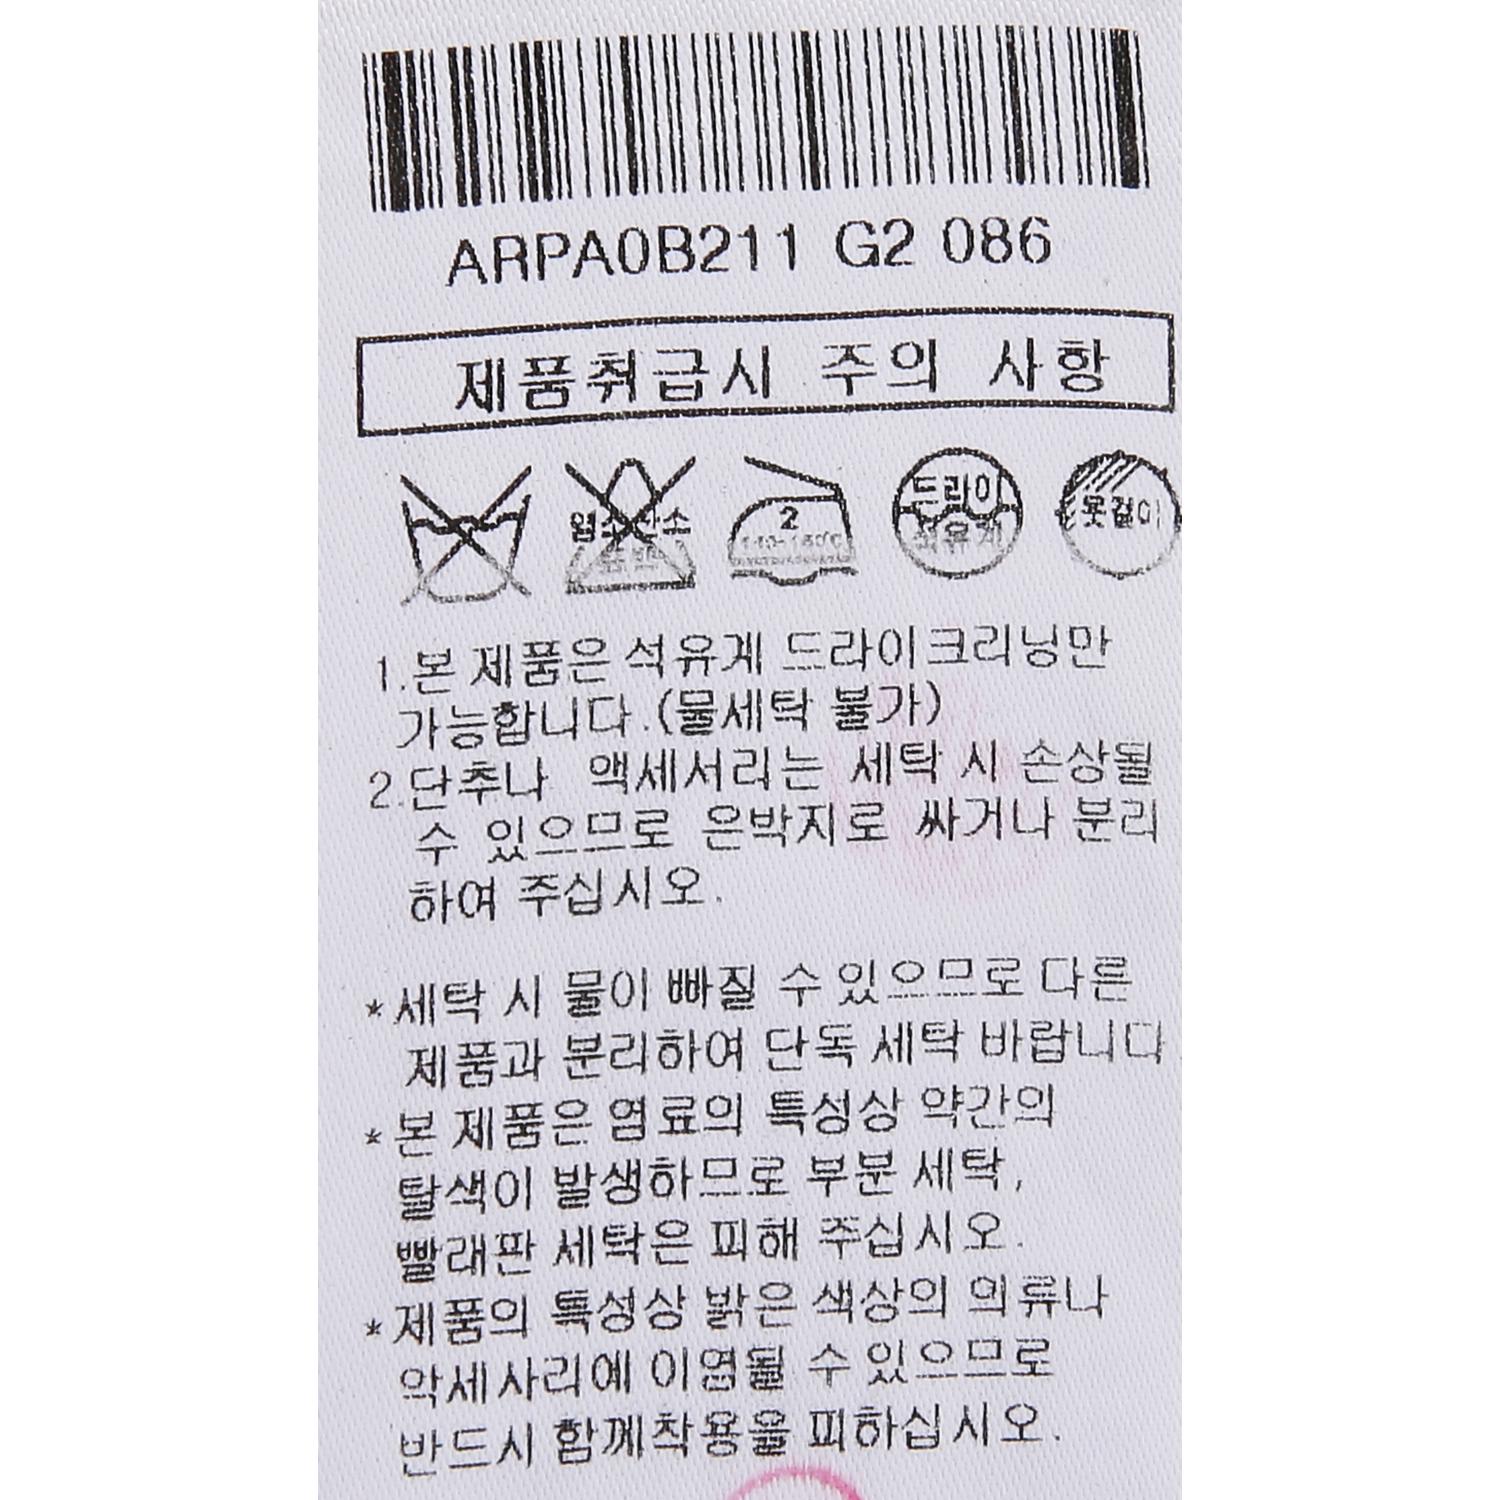 ARPA0B211 G2 086
제품취급시 주의 사항
염소산소
표백
2
140-160℃
드라이
석유계
옷걸이
1.본 제품은 석유계 드라이크리닝만
가능합니다.(물세탁 불가)
2.단추나 액세서리는 세탁 시 손상될
수 있으므로 은박지로 싸거나 분리
하여 주십시오.
*세탁 시 물이 빠질 수 있으므로 다른
제품과 분리하여 단독 세탁 바랍니다
*본 제품은 염료의 특성상 약간의
탈색이 발생하므로 부분 세탁,
빨래판 세탁은 피해 주십시오.
*제품의 특성상 밝은 색상의 의류나
악세사리에 이염될 수 있으므로
반드시 함께착용을 피하십시오.